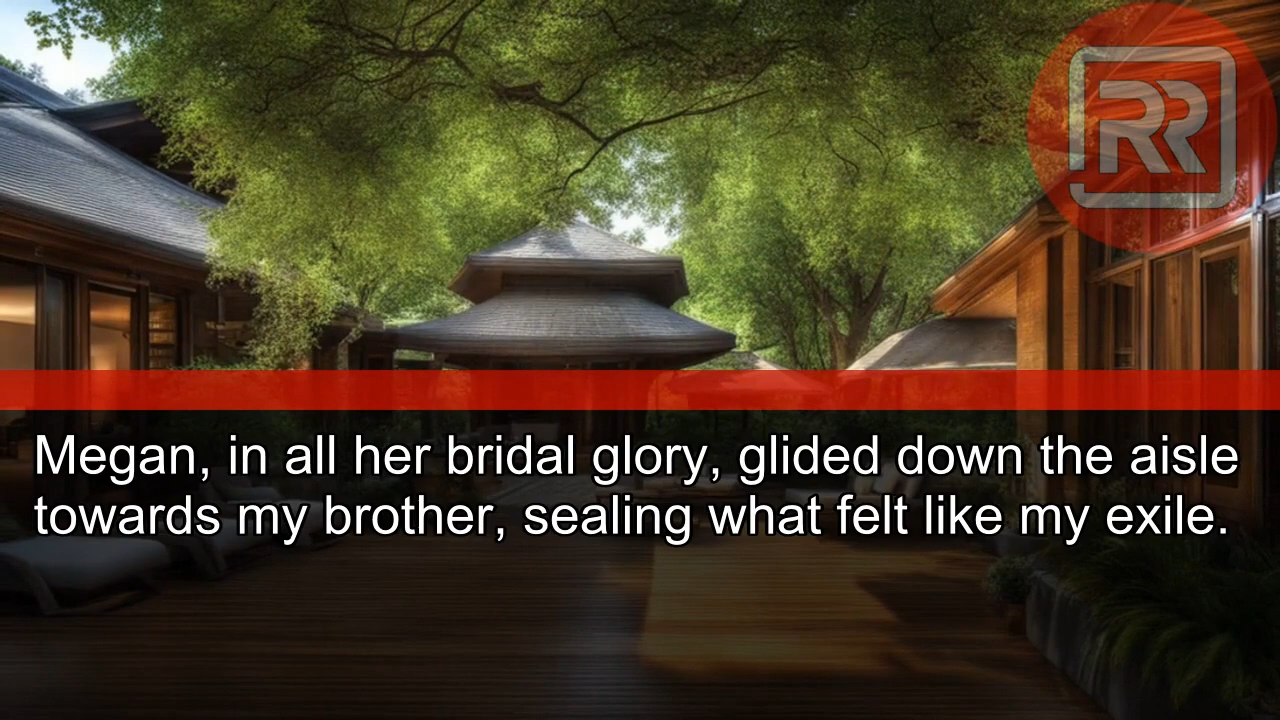 RR
Megan, in all her bridal glory, glided down the aisle
towards my brother, sealing what felt like my exile.